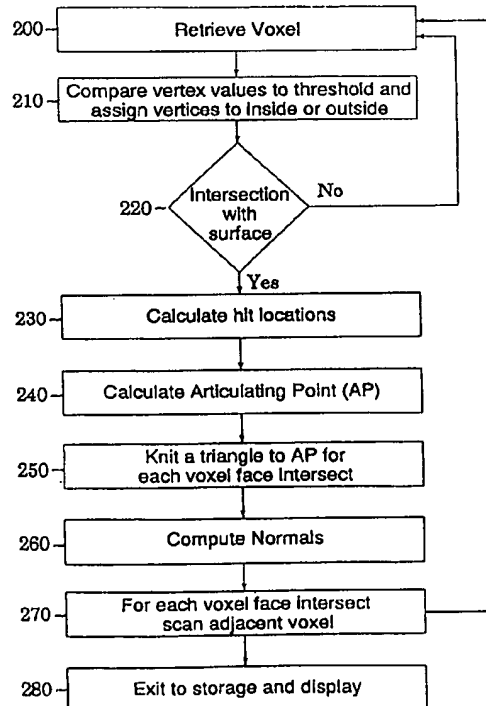 200
Retrieve Voxel
210
Compare vertex values to threshold and
assign vertices to inside or outside
220
Intersection
with
surface
No
Yes
230
Calculate hit locations
240
Calculate Articulating Point (AP)
250
Knit a triangle to AP for
each voxel face intersect
260
Compute Normals
270
For each voxel face intersect
scan adjacent voxel
280
Exit to storage and display